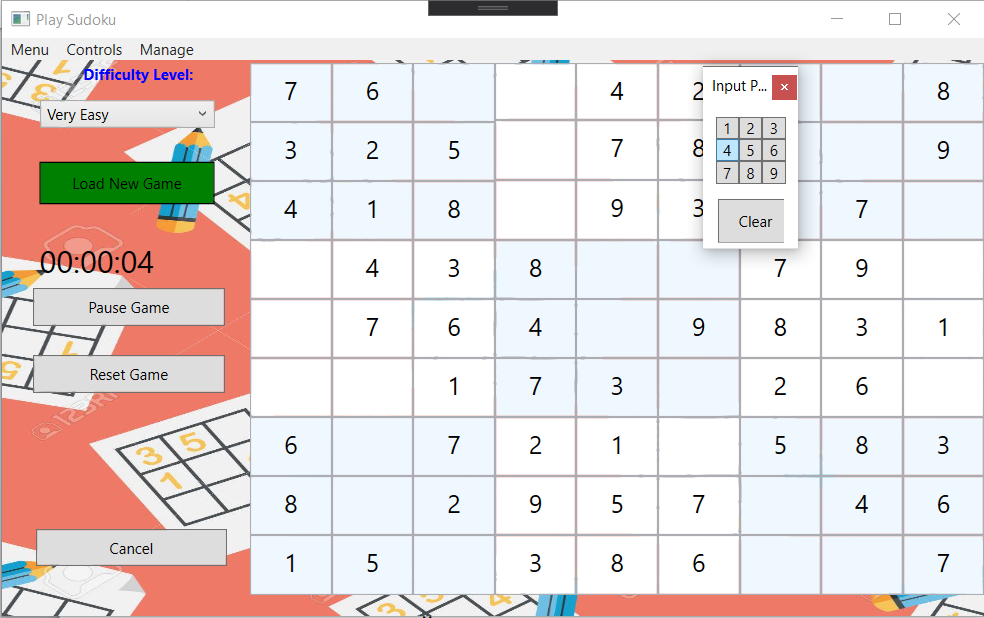 Play Sudoku
Menu Controls Manage
Difficulty Level:
Very Easy
Load New Game
00:00:04
Pause Game
Reset Game
Cancel
7 6 4 2 8
3 2 5 7 8 9
4 1 8 9 3 7
4 3 8 7 9
7 6 4 9 8 3 1
1 7 3 2 6
6 7 2 1 5 8 3
8 2 9 5 7 4 6
1 5 3 8 6 7
Input P...
1 2 3
4 5 6
7 8 9
Clear